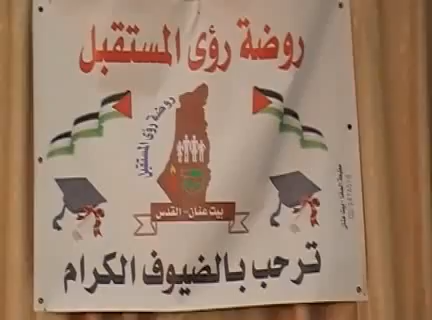 روضة رؤى المستقبل
روضة رؤى المستقبل
بيت عنان - القدس
ترحب بالضيوف الكرام